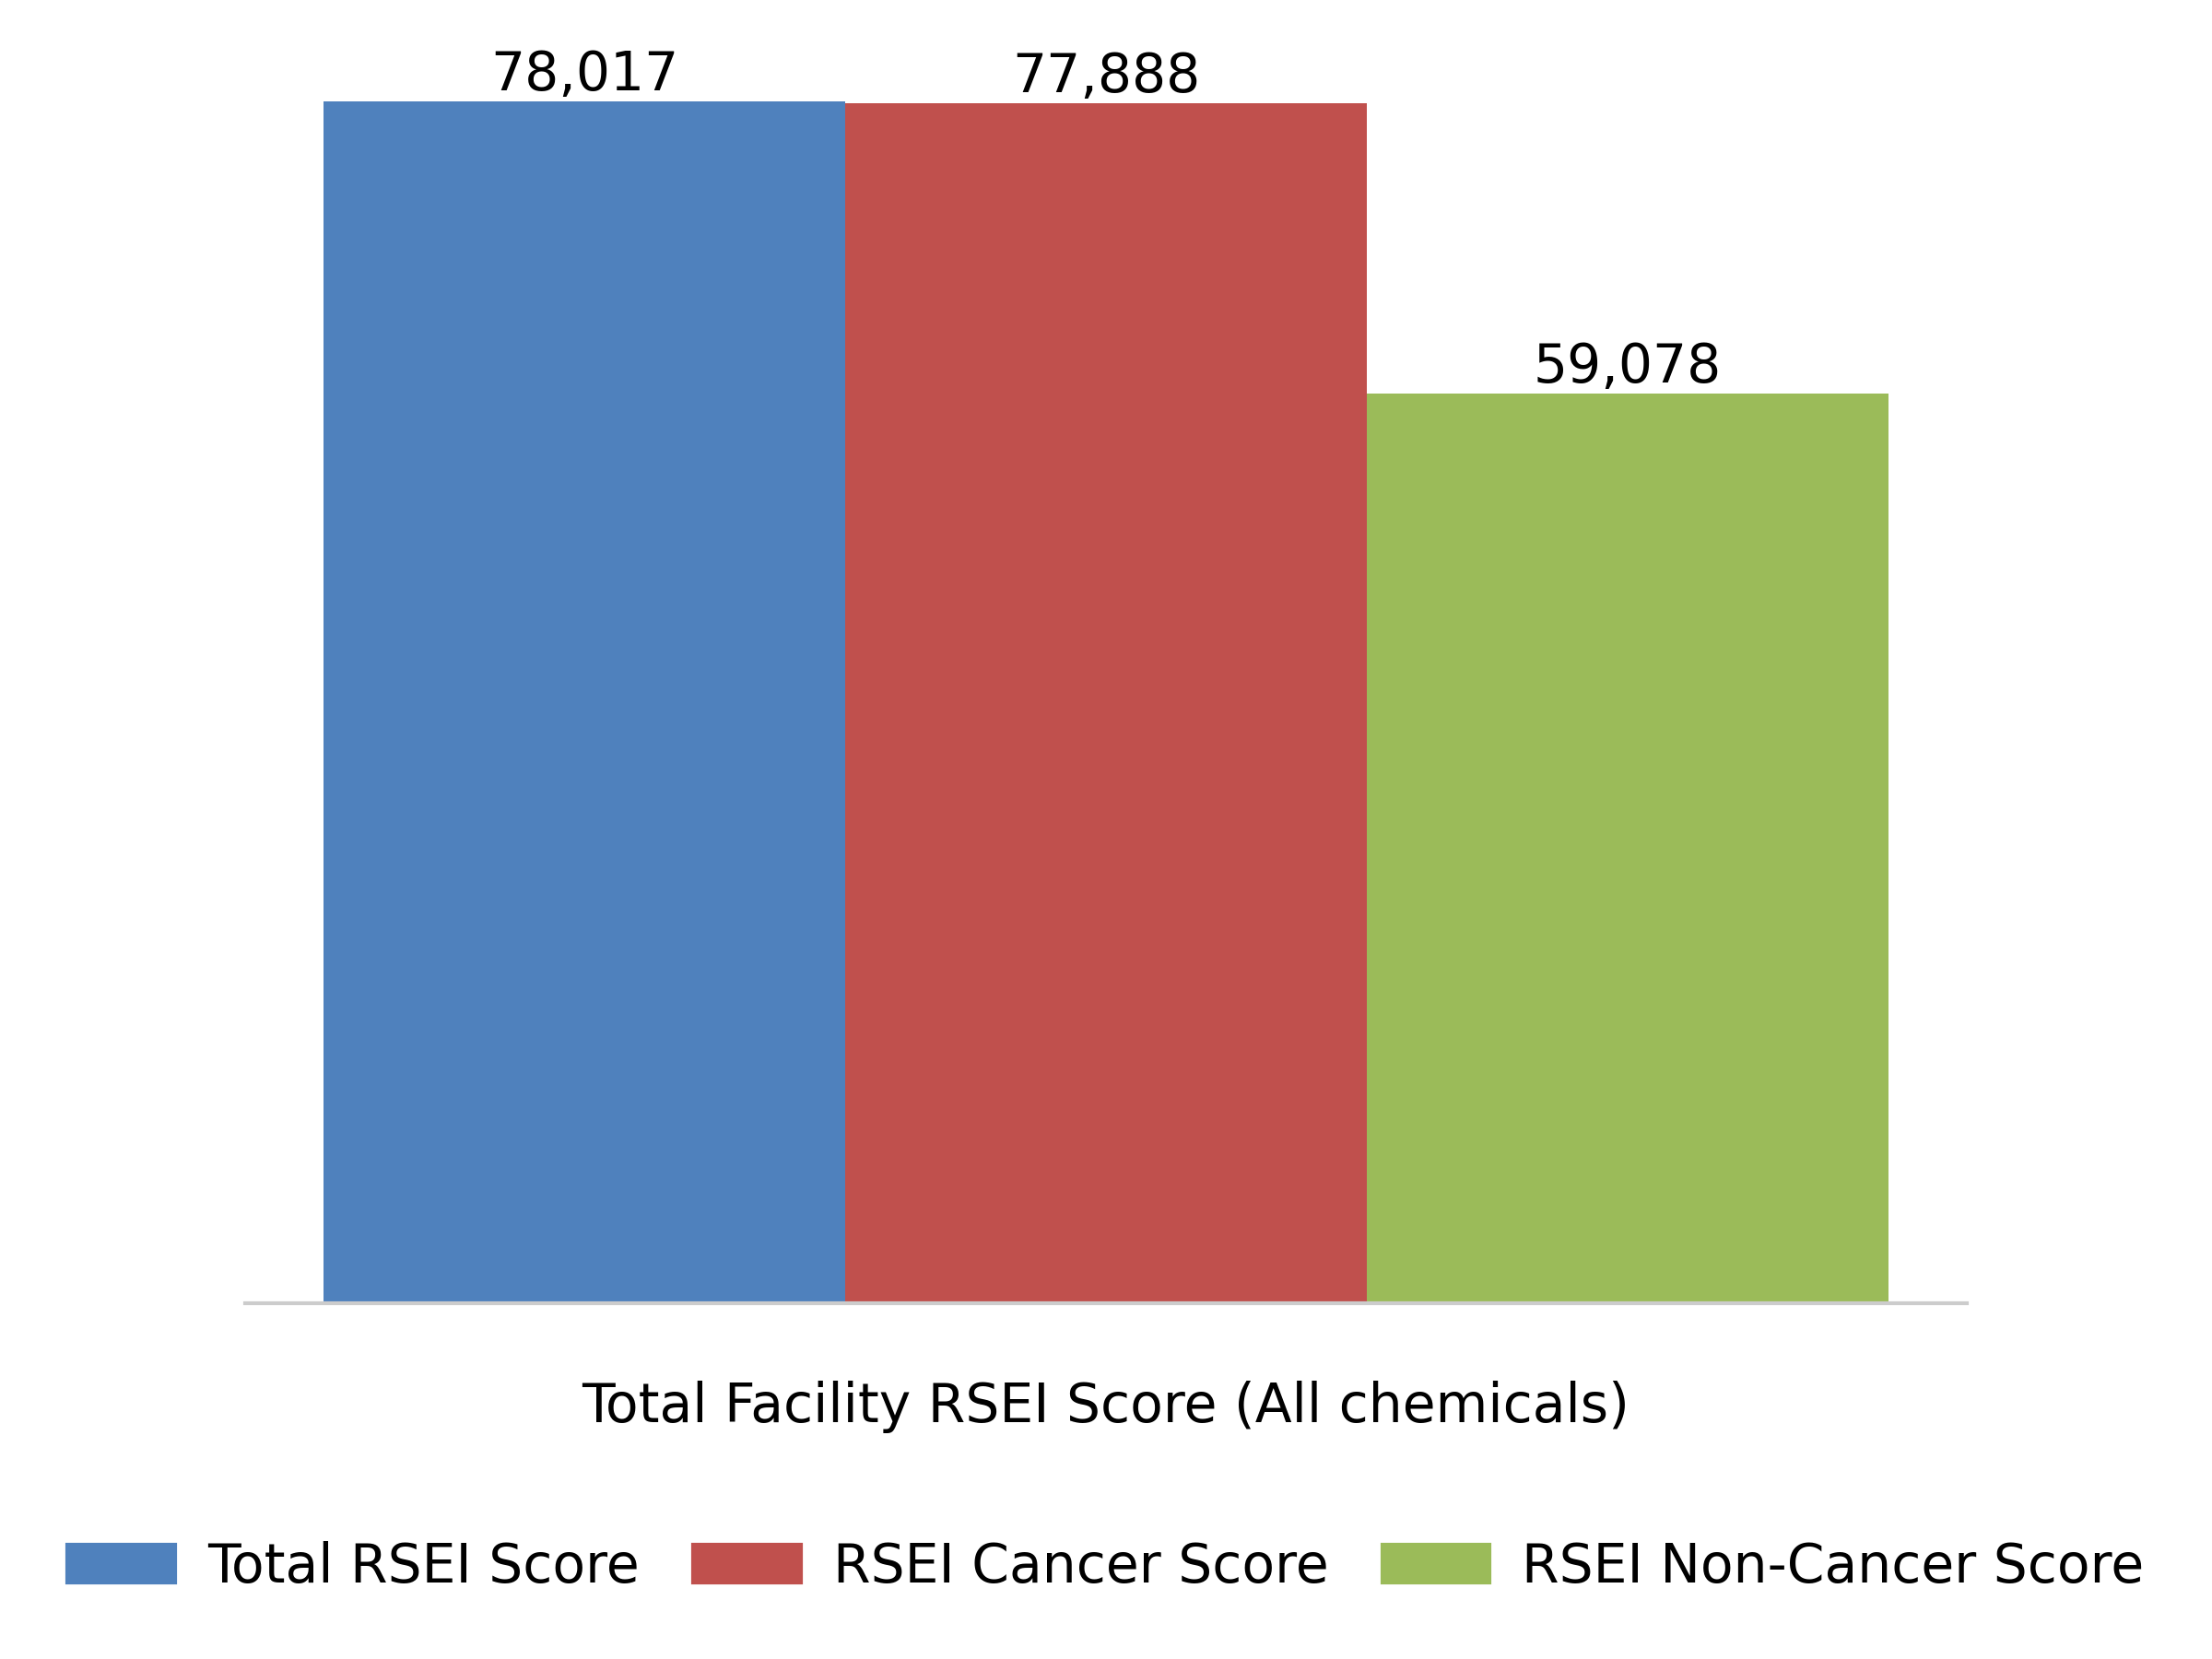 78,017
77,888
59,078
Total Facility RSEI Score (All chemicals)
Total RSEI Score
RSEI Cancer Score
RSEI Non-Cancer Score